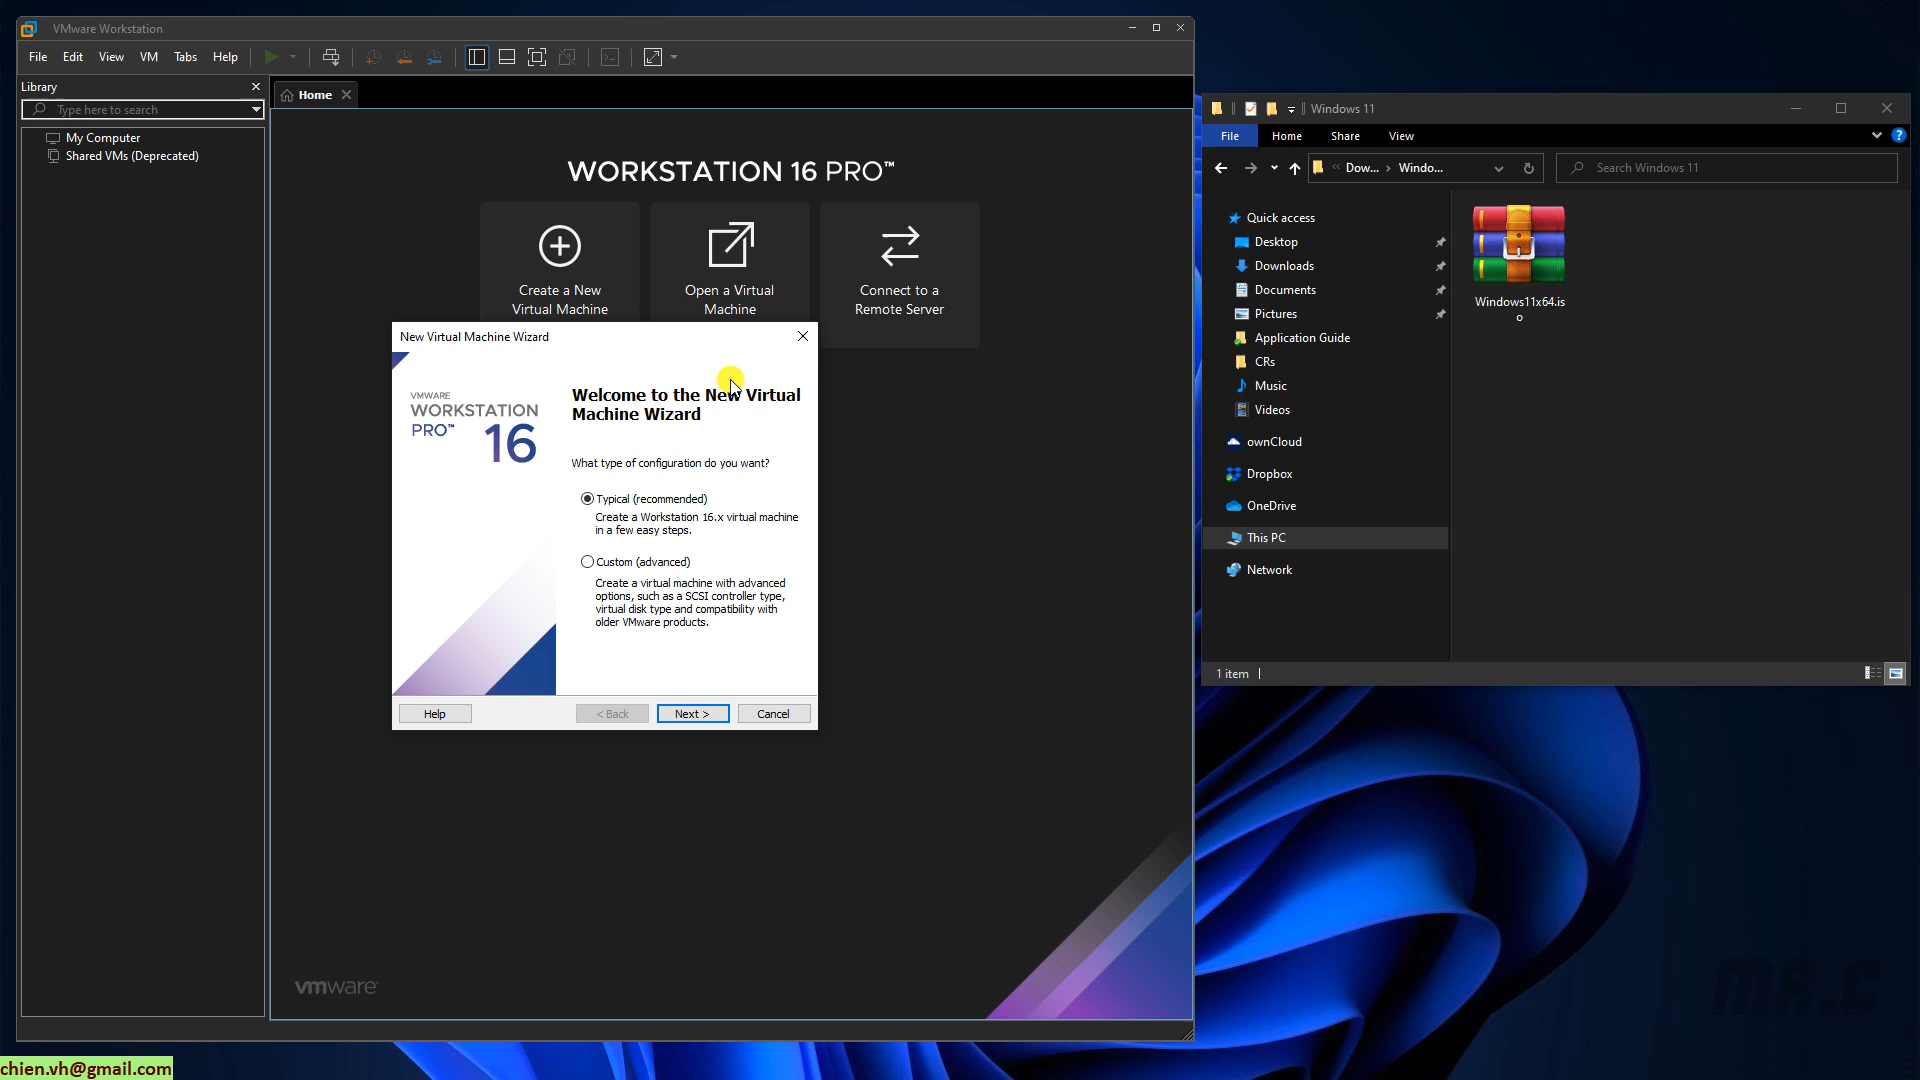 VMware Workstation
File Edit View VM Tabs Help
Library
Type here to search
My Computer
Shared VMs (Deprecated)
Home
WORKSTATION 16 PRO™
Create a New
Virtual Machine
Open a Virtual
Machine
Connect to a
Remote Server
New Virtual Machine Wizard
VMWARE
WORKSTATION
PRO™ 16
Welcome to the New Virtual
Machine Wizard
What type of configuration do you want?
Typical (recommended)
Create a Workstation 16.x virtual machine
in a few easy steps.
Custom (advanced)
Create a virtual machine with advanced
options, such as a SCSI controller type,
virtual disk type and compatibility with
older VMware products.
Help < Back Next > Cancel
vmware
Windows 11
File Home Share View
« Dow... › Windo...
Search Windows 11
Quick access
Desktop
Downloads
Documents
Pictures
Application Guide
CRs
Music
Videos
ownCloud
Dropbox
OneDrive
This PC
Network
Windows11x64.is
o
1 item
MR.C
chien.vh@gmail.com